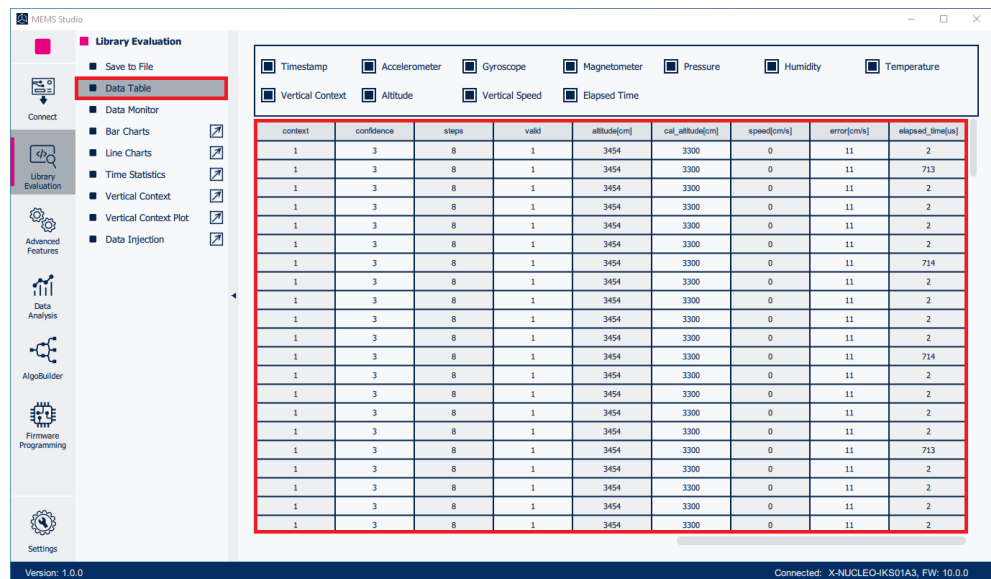 MEMS Studio
Connect
Library
Evaluation
Advanced
Features
Data
Analysis
AlgoBuilder
Firmware
Programming
Settings
Library Evaluation
Save to File
Data Table
Data Monitor
Bar Charts
Line Charts
Time Statistics
Vertical Context
Vertical Context Plot
Data Injection
Timestamp Accelerometer Gyroscope Magnetometer Pressure Humidity Temperature
Vertical Context Altitude Vertical Speed Elapsed Time
context confidence steps valid altitude[cm] cal_altitude[cm] speed[cm/s] error[cm/s] elapsed_time[us]
1 3 8 1 3454 3300 0 11 2
1 3 8 1 3454 3300 0 11 713
1 3 8 1 3454 3300 0 11 2
1 3 8 1 3454 3300 0 11 2
1 3 8 1 3454 3300 0 11 2
1 3 8 1 3454 3300 0 11 2
1 3 8 1 3454 3300 0 11 714
1 3 8 1 3454 3300 0 11 2
1 3 8 1 3454 3300 0 11 2
1 3 8 1 3454 3300 0 11 2
1 3 8 1 3454 3300 0 11 2
1 3 8 1 3454 3300 0 11 714
1 3 8 1 3454 3300 0 11 2
1 3 8 1 3454 3300 0 11 2
1 3 8 1 3454 3300 0 11 2
1 3 8 1 3454 3300 0 11 2
1 3 8 1 3454 3300 0 11 713
1 3 8 1 3454 3300 0 11 2
1 3 8 1 3454 3300 0 11 2
1 3 8 1 3454 3300 0 11 2
1 3 8 1 3454 3300 0 11 2
Version: 1.0.0 Connected: X-NUCLEO-IKS01A3, FW: 10.0.0